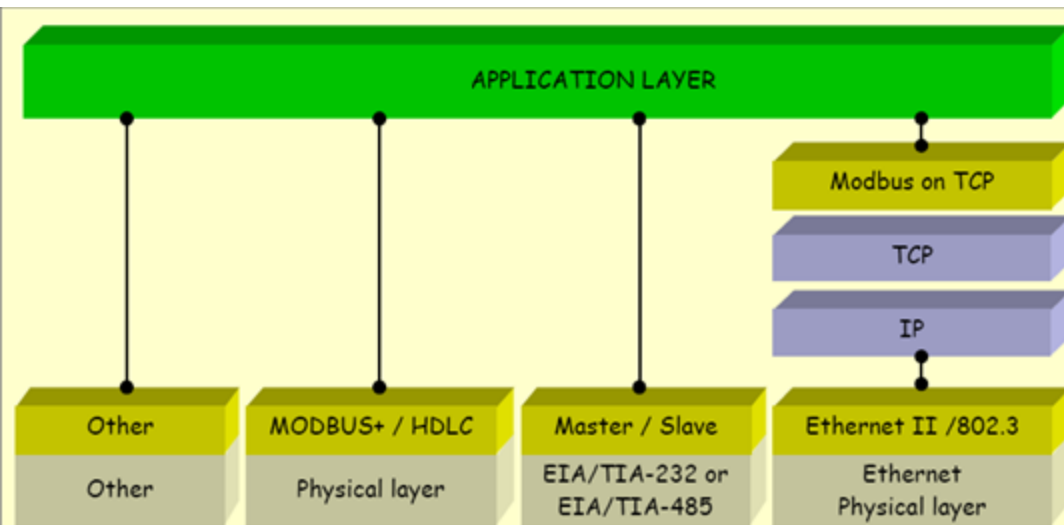 APPLICATION LAYER
Modbus on TCP
TCP
IP
Other
MODBUS+ / HDLC
Master / Slave
Ethernet II /802.3
Other
Physical layer
EIA/TIA-232 or
EIA/TIA-485
Ethernet
Physical layer